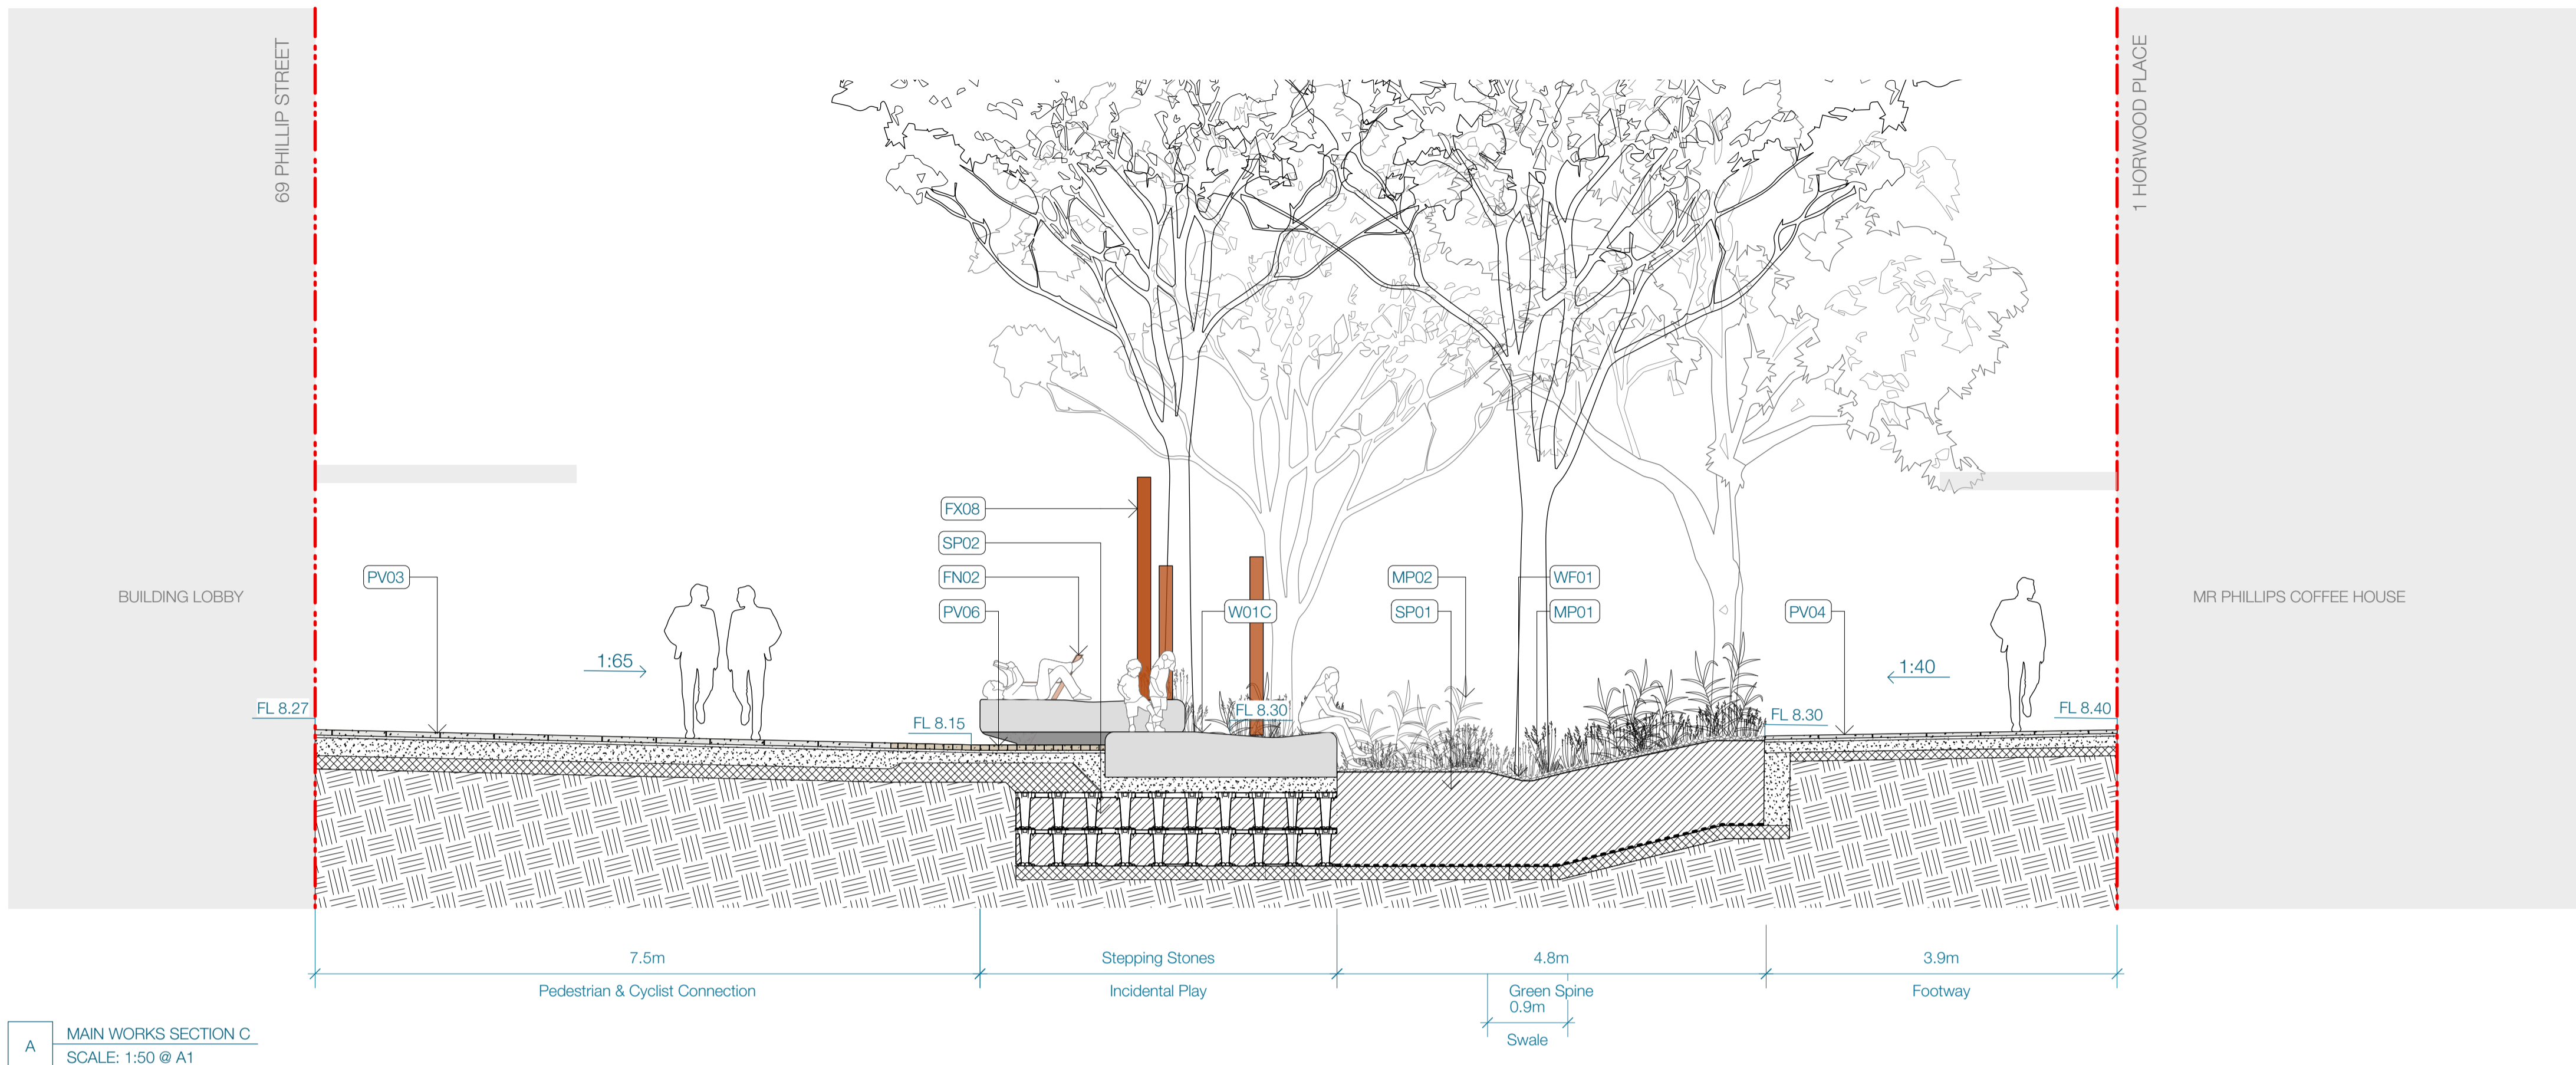 69 PHILLIP STREET
1 HORWOOD PLACE
FX08
SP02
FN02
PV06
PV03
W01C
MP02
SP01
WF01
MP01
PV04
BUILDING LOBBY
MR PHILLIPS COFFEE HOUSE
1:65
1:40
FL 8.27
FL 8.15
FL 8.30
FL 8.30
FL 8.40
7.5m
Pedestrian & Cyclist Connection
Stepping Stones
Incidental Play
4.8m
Green Spine
0.9m
Swale
3.9m
Footway
A
MAIN WORKS SECTION C
SCALE: 1:50 @ A1